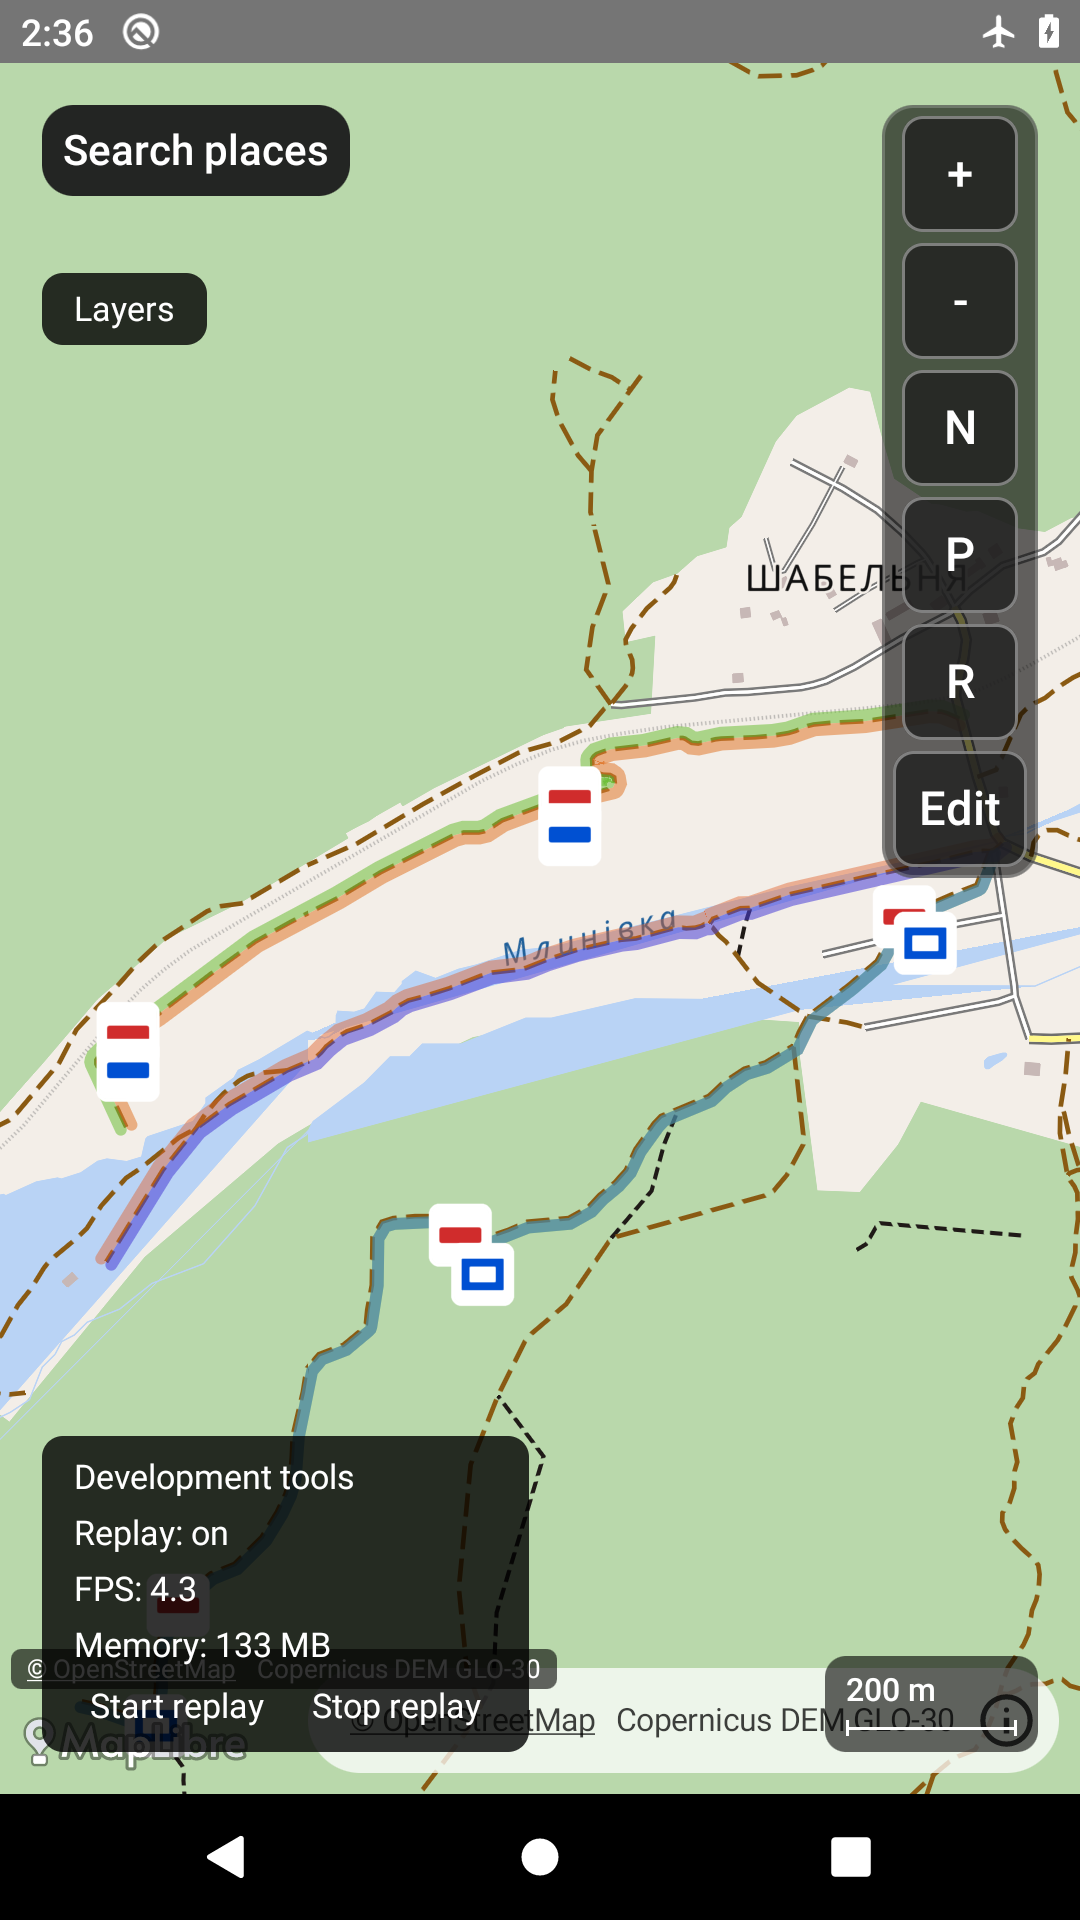 2:36
Search places
+
Layers
-
N
P
ШАБЕЛЬНЯ
R
Edit
Млинівка
Development tools
Replay: on
FPS: 4.3
Memory: 133 MB
© OpenStreetMap Copernicus DEM GLO-30
Start replay Stop replay
200 m
© OpenStreetMap Copernicus DEM GLO-30
MapLibre